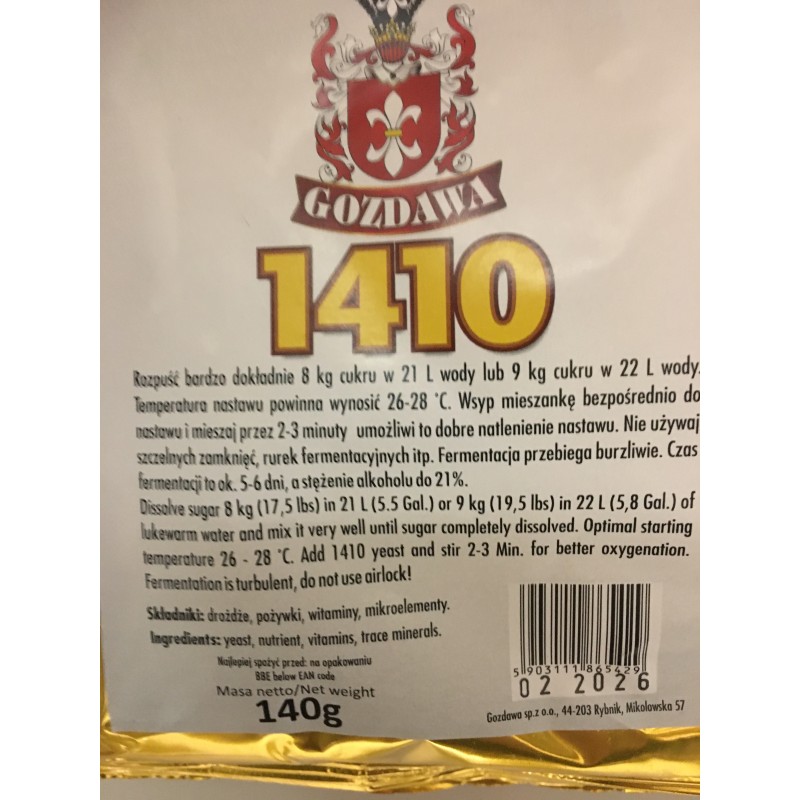 GOZDAWA
1410
Rozpuść bardzo dokładnie 8 kg cukru w 21 L wody lub 9 kg cukru w 22 L wody.
Temperatura nastawu powinna wynosić 26-28 °C. Wsyp mieszankę bezpośrednio do
nastawu i mieszaj przez 2-3 minuty umożliwi to dobre natlenienie nastawu. Nie używaj
szczelnych zamknięć, rurek fermentacyjnych itp. Fermentacja przebiega burzliwie. Czas
fermentacji to ok. 5-6 dni, a stężenie alkoholu do 21%.
Dissolve sugar 8 kg (17,5 lbs) in 21 L (5.5 Gal.) or 9 kg (19,5 lbs) in 22 L (5,8 Gal.) of
lukewarm water and mix it very well until sugar completely dissolved. Optimal starting
temperature 26 - 28 °C. Add 1410 yeast and stir 2-3 Min. for better oxygenation.
Fermentation is turbulent, do not use airlock!
Składniki: drożdże, pożywki, witaminy, mikroelementy.
Ingredients: yeast, nutrient, vitamins, trace minerals.
Najlepiej spożyć przed: na opakowaniu
BBE below EAN code
Masa netto/Net weight
140g
5 903111 865429
02 2026
Gozdawa sp.z o.o., 44-203 Rybnik, Mikołowska 57